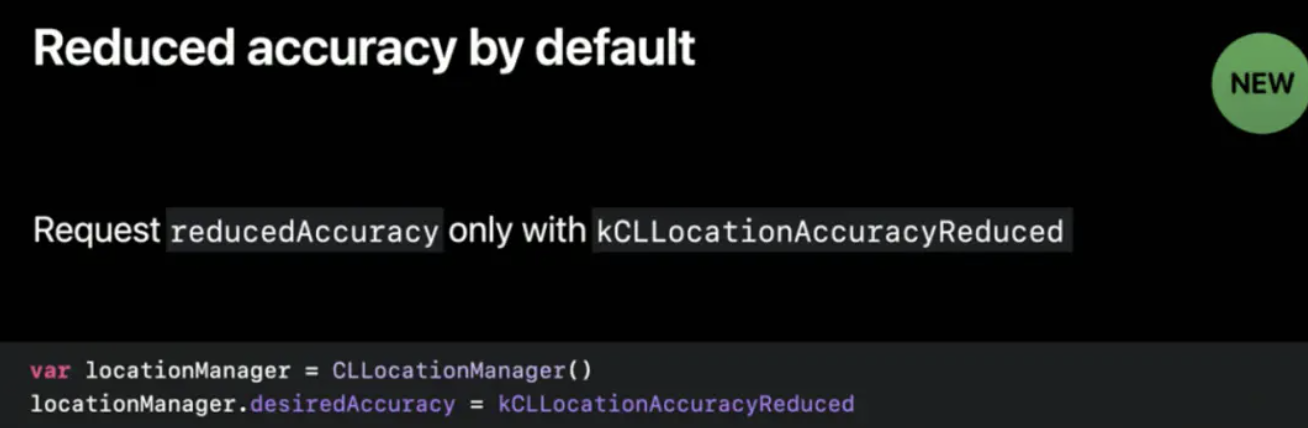 Reduced accuracy by default
NEW
Request reducedAccuracy only with kCLLocationAccuracyReduced
var locationManager = CLLocationManager()
locationManager.desiredAccuracy = kCLLocationAccuracyReduced